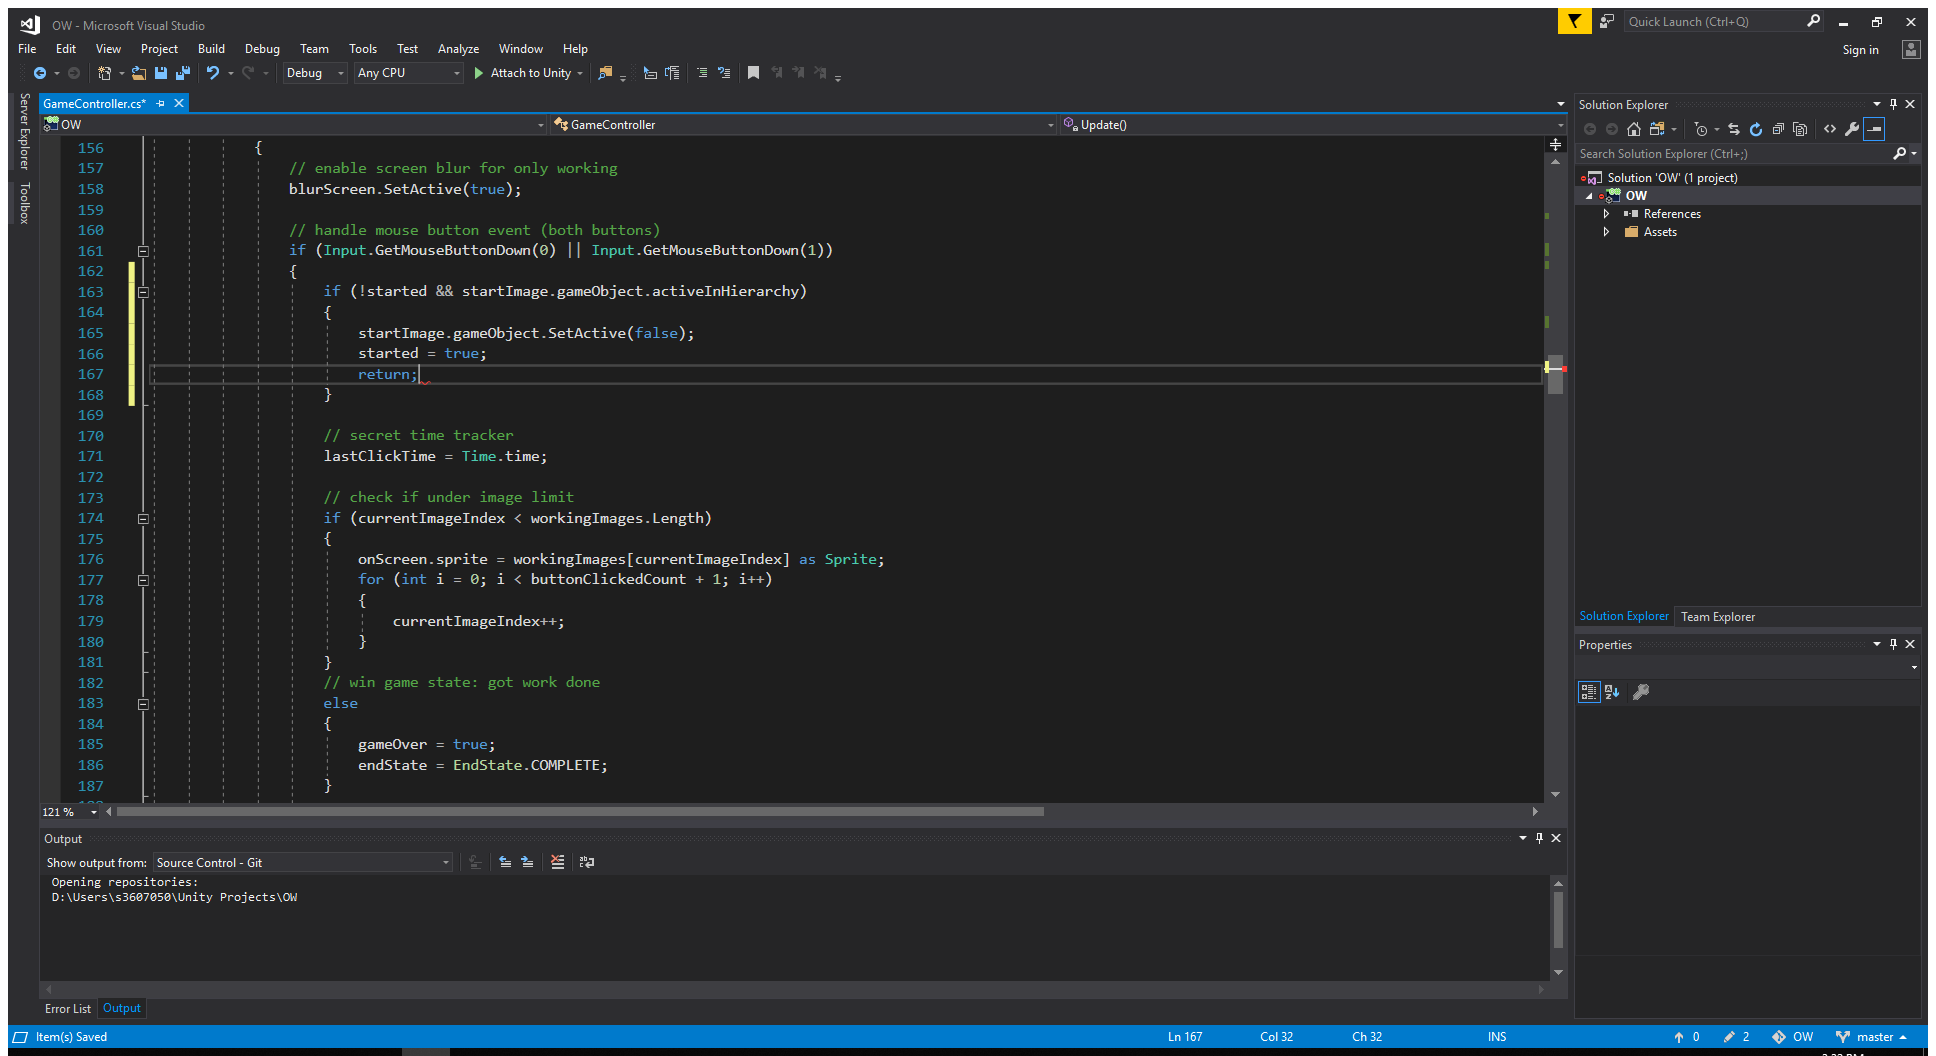 OW - Microsoft Visual Studio
Quick Launch (Ctrl+Q)
File Edit View Project Build Debug Team Tools Test Analyze Window Help
Sign in
Debug Any CPU Attach to Unity
Server Explorer
Toolbox
GameController.cs*
OW GameController Update()
156 {
157 // enable screen blur for only working
158 blurScreen.SetActive(true);
159
160 // handle mouse button event (both buttons)
161 if (Input.GetMouseButtonDown(0) || Input.GetMouseButtonDown(1))
162 {
163 if (!started && startImage.gameObject.activeInHierarchy)
164 {
165 startImage.gameObject.SetActive(false);
166 started = true;
167 return;
168 }
169
170 // secret time tracker
171 lastClickTime = Time.time;
172
173 // check if under image limit
174 if (currentImageIndex < workingImages.Length)
175 {
176 onScreen.sprite = workingImages[currentImageIndex] as Sprite;
177 for (int i = 0; i < buttonClickedCount + 1; i++)
178 {
179 currentImageIndex++;
180 }
181 }
182 // win game state: got work done
183 else
184 {
185 gameOver = true;
186 endState = EndState.COMPLETE;
187 }
121 %
Output
Show output from: Source Control - Git
Opening repositories:
D:\Users\s3607050\Unity Projects\OW
Error List Output
Solution Explorer
Search Solution Explorer (Ctrl+;)
Solution 'OW' (1 project)
OW
References
Assets
Solution Explorer Team Explorer
Properties
Item(s) Saved Ln 167 Col 32 Ch 32 INS 0 2 OW master